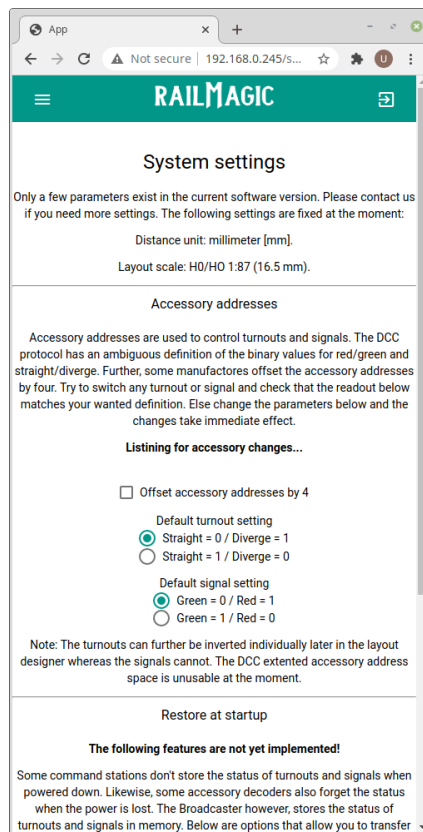 App
Not secure | 192.168.0.245/s...
U
RAILMAGIC
System settings
Only a few parameters exist in the current software version. Please contact us
if you need more settings. The following settings are fixed at the moment:
Distance unit: millimeter [mm].
Layout scale: H0/HO 1:87 (16.5 mm).
Accessory addresses
Accessory addresses are used to control turnouts and signals. The DCC
protocol has an ambiguous definition of the binary values for red/green and
straight/diverge. Further, some manufactores offset the accessory addresses
by four. Try to switch any turnout or signal and check that the readout below
matches your wanted definition. Else change the parameters below and the
changes take immediate effect.
Listining for accessory changes...
Offset accessory addresses by 4
Default turnout setting
Straight = 0 / Diverge = 1
Straight = 1 / Diverge = 0
Default signal setting
Green = 0 / Red = 1
Green = 1 / Red = 0
Note: The turnouts can further be inverted individually later in the layout
designer whereas the signals cannot. The DCC extented accessory address
space is unusable at the moment.
Restore at startup
The following features are not yet implemented!
Some command stations don't store the status of turnouts and signals when
powered down. Likewise, some accessory decoders also forget the status
when the power is lost. The Broadcaster however, stores the status of
turnouts and signals in memory. Below are options that allow you to transfer